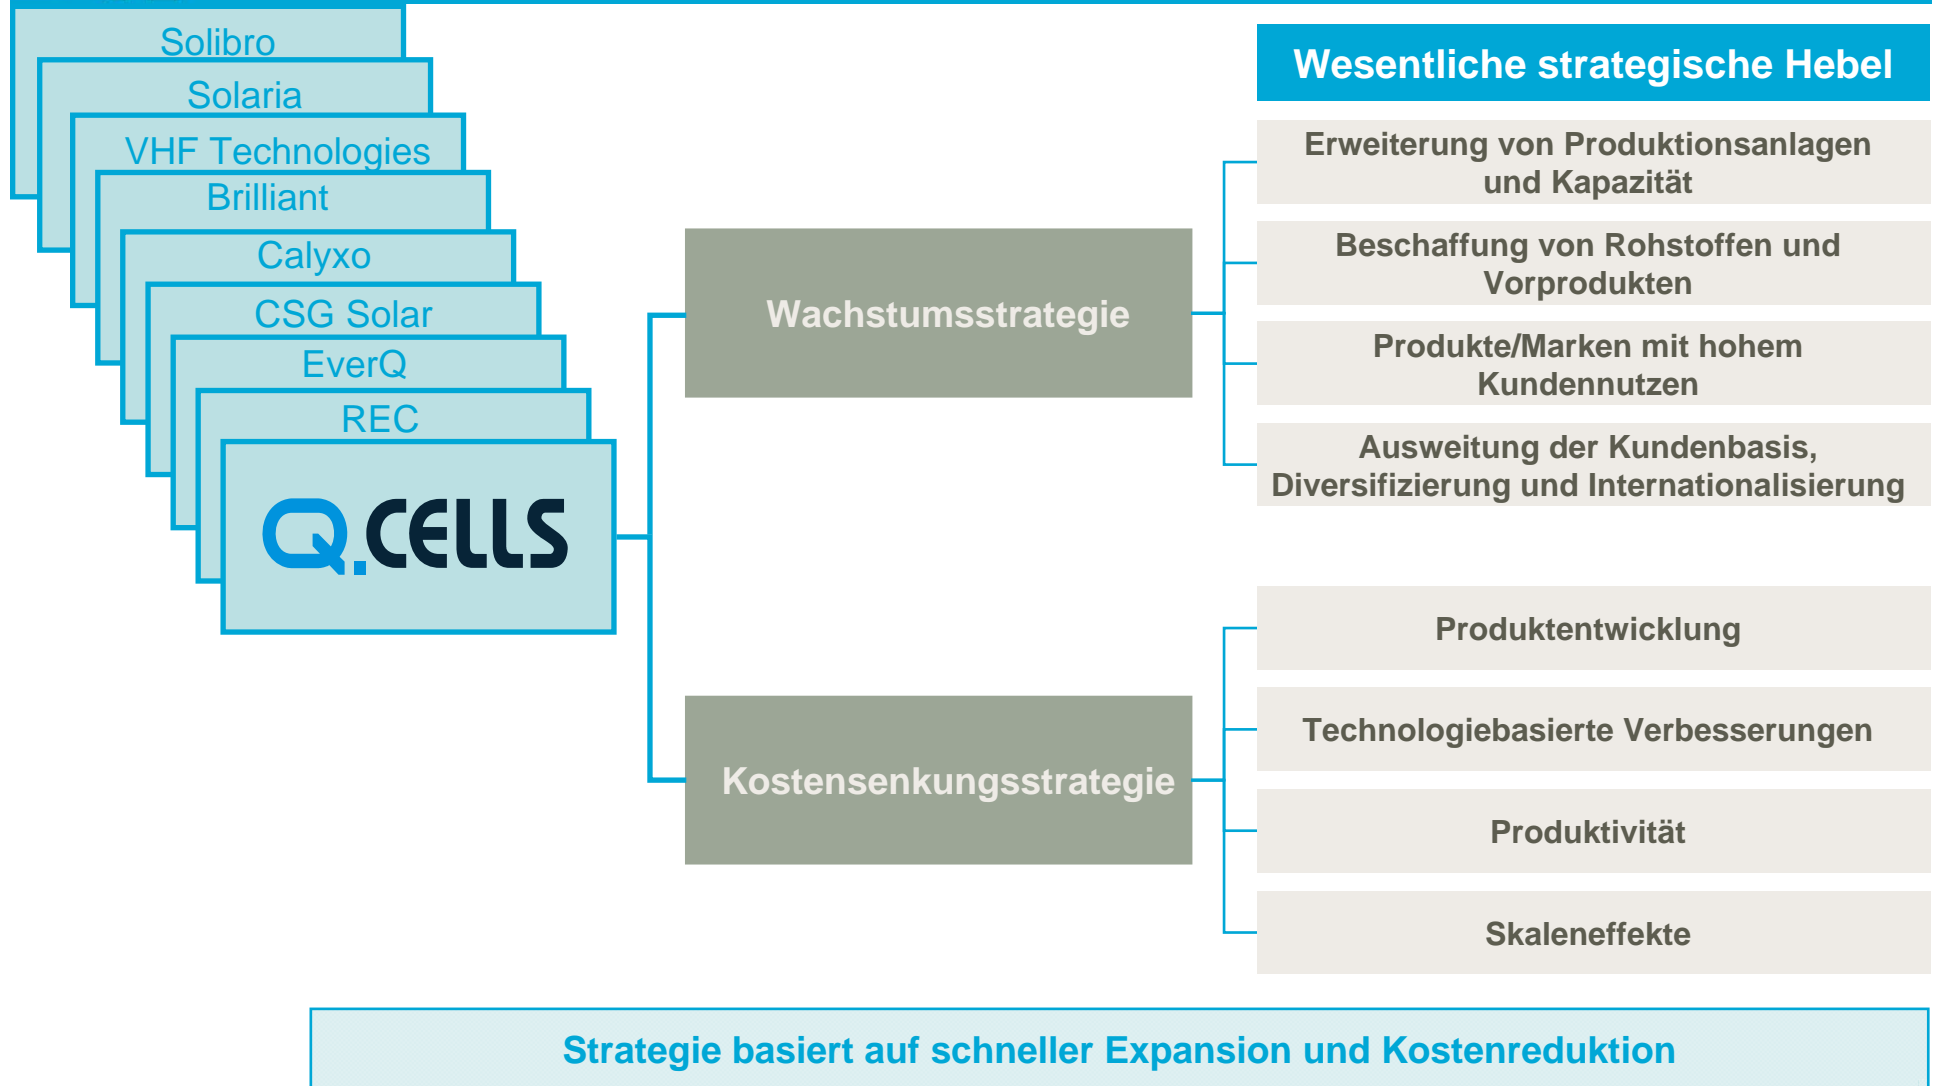 Solibro
Solaria
VHF Technologies
Brilliant
Calyxo
CSG Solar
EverQ
REC
Q.CELLS
Wachstumsstrategie
Kostensenkungsstrategie
Wesentliche strategische Hebel
Erweiterung von Produktionsanlagen
und Kapazität
Beschaffung von Rohstoffen und
Vorprodukten
Produkte/Marken mit hohem
Kundennutzen
Ausweitung der Kundenbasis,
Diversifizierung und Internationalisierung
Produktentwicklung
Technologiebasierte Verbesserungen
Produktivität
Skaleneffekte
Strategie basiert auf schneller Expansion und Kostenreduktion